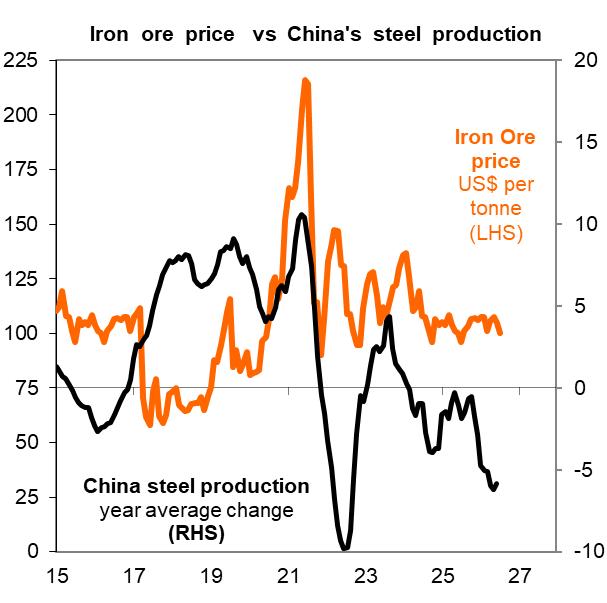 Iron ore price vs China's steel production
225
200
175
150
125
100
75
50
25
0
20
15
10
5
0
-5
-10
Iron Ore
price
US$ per
tonne
(LHS)
China steel production
year average change
(RHS)
15
17
19
21
23
25
27